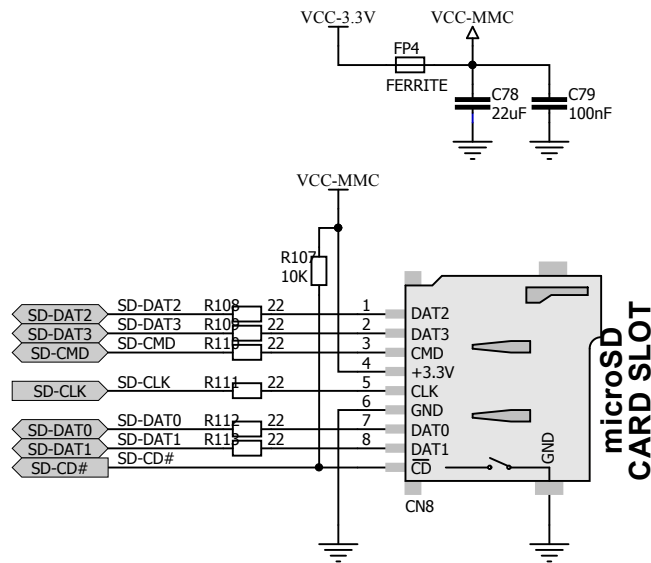 VCC-3.3V
VCC-MMC
FP4
FERRITE
C78
22uF
C79
100nF
VCC-MMC
R107
10K
SD-DAT2 SD-DAT2 R108 22 1 DAT2
SD-DAT3 SD-DAT3 R109 22 2 DAT3
SD-CMD SD-CMD R110 22 3 CMD
4 +3.3V
SD-CLK SD-CLK R111 22 5 CLK
6 GND
SD-DAT0 SD-DAT0 R112 22 7 DAT0
SD-DAT1 SD-DAT1 R113 22 8 DAT1
SD-CD# SD-CD# CD
GND
CN8
microSD
CARD SLOT